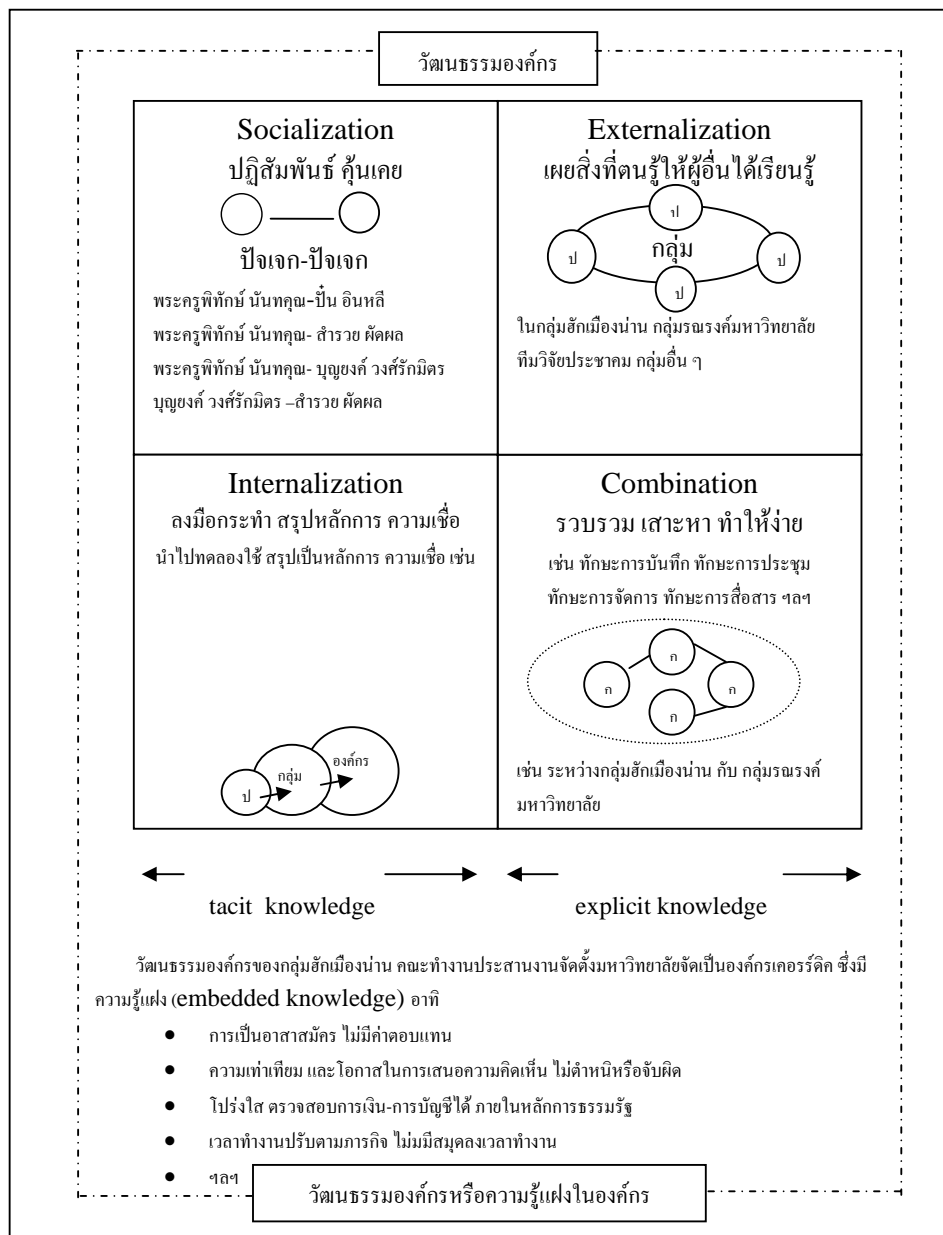 วัฒนธรรมองค์กร
Socialization
ปฏิสัมพันธ์ คุ้นเคย
ปัจเจก-ปัจเจก
พระครูพิทักษ์ นันทคุณ-ปั๋น อินหลี
พระครูพิทักษ์ นันทคุณ- สำรวย ผัดผล
พระครูพิทักษ์ นันทคุณ- บุญยงค์ วงศ์รักมิตร
บุญยงค์ วงศ์รักมิตร –สำรวย ผัดผล
Externalization
เผยสิ่งที่ตนรู้ให้ผู้อื่นได้เรียนรู้
ป
ป กลุ่ม ป
ป
ในกลุ่มฮักเมืองน่าน กลุ่มรณรงค์มหาวิทยาลัย
ทีมวิจัยประชาคม กลุ่มอื่น ๆ
Internalization
ลงมือกระทำ สรุปหลักการ ความเชื่อ
นำไปทดลองใช้ สรุปเป็นหลักการ ความเชื่อ เช่น
ป กลุ่ม องค์กร
Combination
รวบรวม เสาะหา ทำให้ง่าย
เช่น ทักษะการบันทึก ทักษะการประชุม
ทักษะการจัดการ ทักษะการสื่อสาร ฯลฯ
ก
ก ก
ก
เช่น ระหว่างกลุ่มฮักเมืองน่าน กับ กลุ่มรณรงค์
มหาวิทยาลัย
tacit knowledge
explicit knowledge
วัฒนธรรมองค์กรของกลุ่มฮักเมืองน่าน คณะทำงานประสานงานจัดตั้งมหาวิทยาลัยจัดเป็นองค์กรเคออร์ดิค ซึ่งมี
ความรู้แฝง (embedded knowledge) อาทิ
● การเป็นอาสาสมัคร ไม่มีค่าตอบแทน
● ความเท่าเทียม และโอกาสในการเสนอความคิดเห็น ไม่ตำหนิหรือจับผิด
● โปร่งใส ตรวจสอบการเงิน-การบัญชีได้ ภายในหลักการธรรมรัฐ
● เวลาทำงานปรับตามภารกิจ ไม่มมีสมุดลงเวลาทำงาน
● ฯลฯ
วัฒนธรรมองค์กรหรือความรู้แฝงในองค์กร